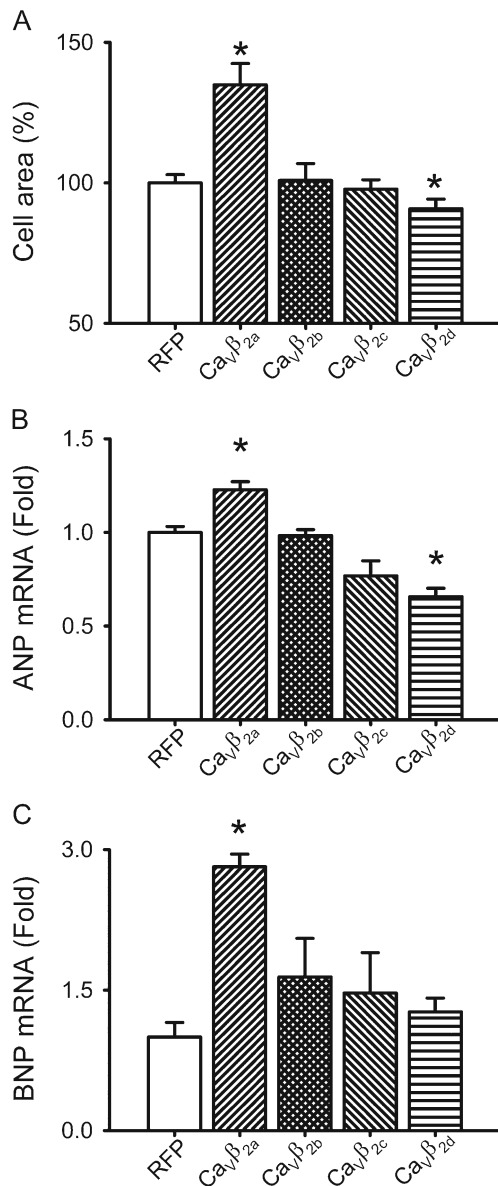 A
Cell area (%)
150
100
50
*
*
RFP
CaVβ2a
CaVβ2b
CaVβ2c
CaVβ2d
B
ANP mRNA (Fold)
1.5
1.0
0.5
0.0
*
*
RFP
CaVβ2a
CaVβ2b
CaVβ2c
CaVβ2d
C
BNP mRNA (Fold)
3.0
1.5
0.0
*
RFP
CaVβ2a
CaVβ2b
CaVβ2c
CaVβ2d